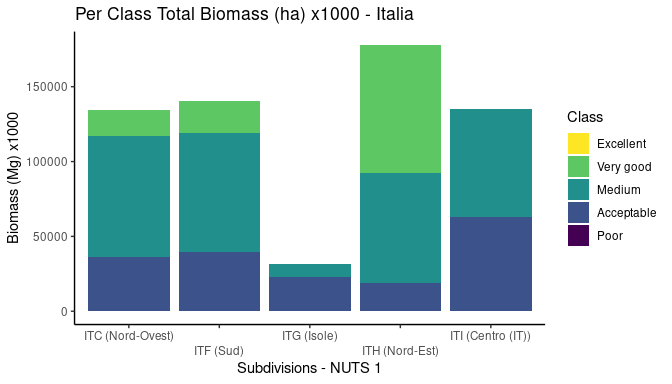 Per Class Total Biomass (ha) x1000 - Italia
Biomass (Mg) x1000
150000
100000
50000
0
ITC (Nord-Ovest)
ITF (Sud)
ITG (Isole)
ITH (Nord-Est)
ITI (Centro (IT))
Subdivisions - NUTS 1
Class
Excellent
Very good
Medium
Acceptable
Poor